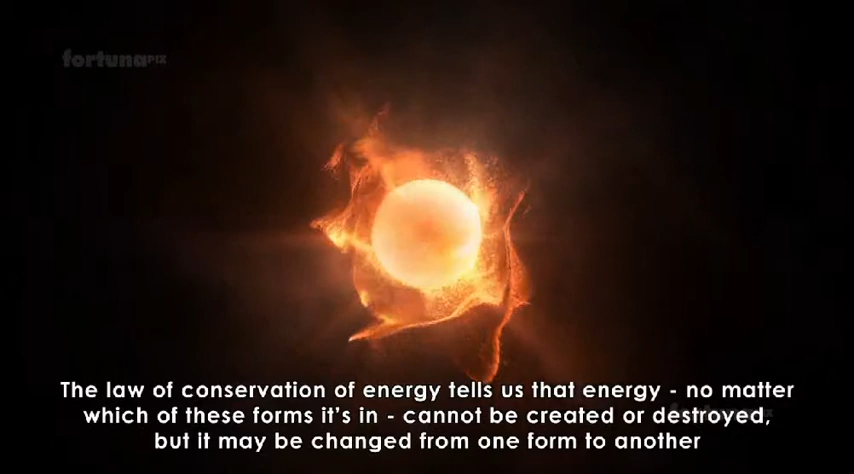 fortunaPIX
The law of conservation of energy tells us that energy - no matter
which of these forms it's in - cannot be created or destroyed,
but it may be changed from one form to another